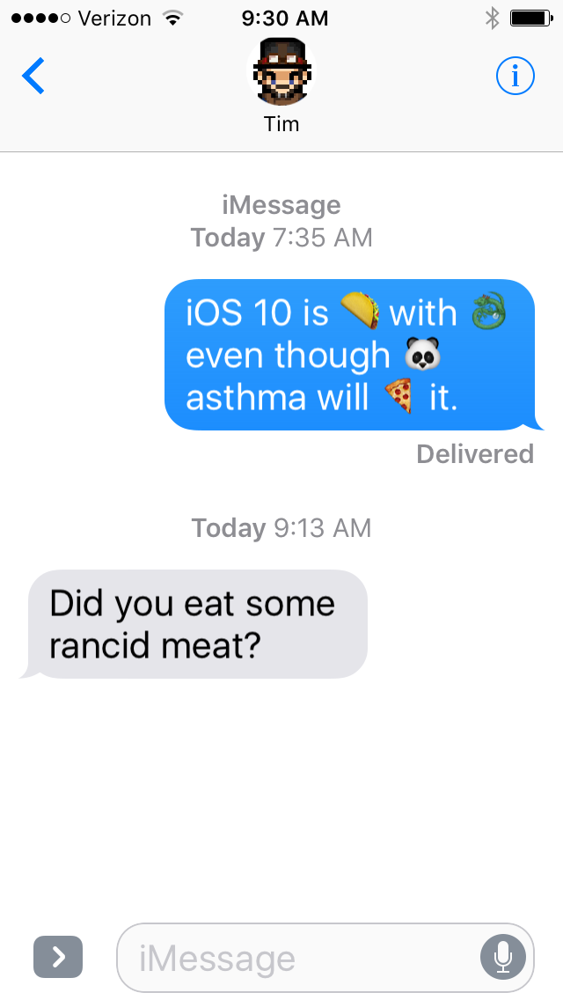 Verizon 9:30 AM
Tim
iMessage
Today 7:35 AM
iOS 10 is 🌮 with 🐉
even though 🐼
asthma will 🍕 it.
Delivered
Today 9:13 AM
Did you eat some
rancid meat?
iMessage